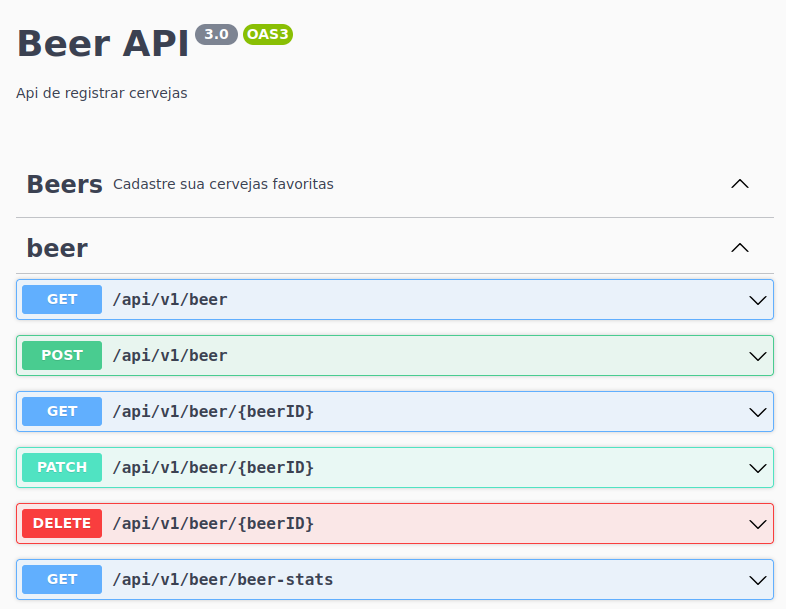 Beer API 3.0 OAS3
Api de registrar cervejas
Beers Cadastre sua cervejas favoritas
beer
GET /api/v1/beer
POST /api/v1/beer
GET /api/v1/beer/{beerID}
PATCH /api/v1/beer/{beerID}
DELETE /api/v1/beer/{beerID}
GET /api/v1/beer/beer-stats